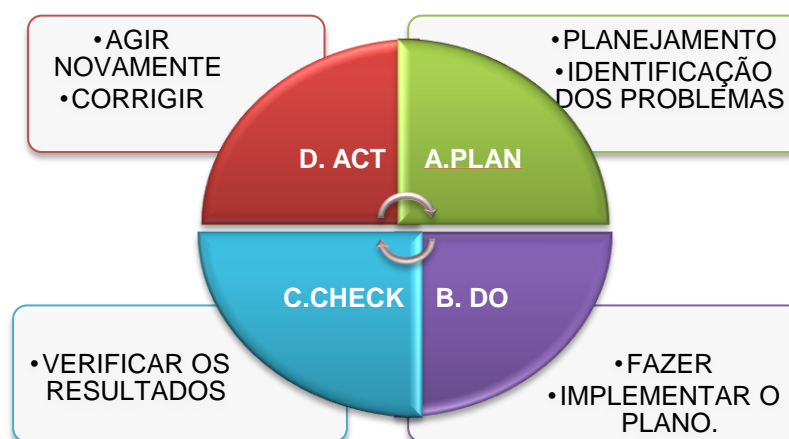 •AGIR
NOVAMENTE
•CORRIGIR
•PLANEJAMENTO
•IDENTIFICAÇÃO
DOS PROBLEMAS
D. ACT
A.PLAN
C.CHECK
B. DO
•VERIFICAR OS
RESULTADOS
•FAZER
•IMPLEMENTAR O
PLANO.